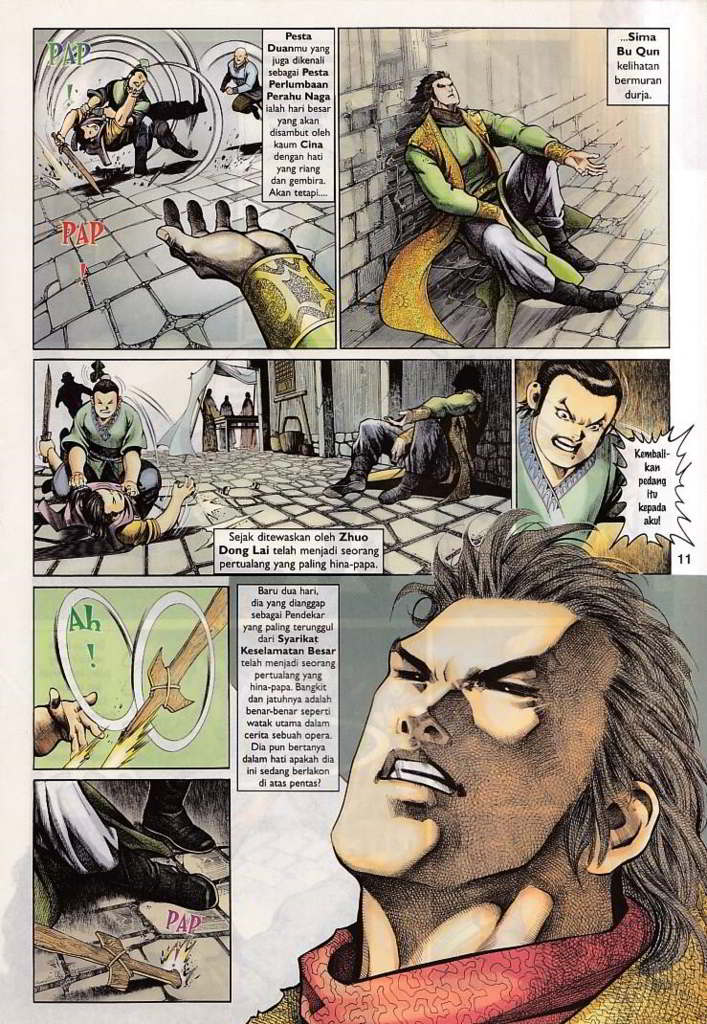 PAP
!
Pesta
Duanmu yang
juga dikenali
sebagai Pesta
Perlumbaan
Perahu Naga
ialah hari besar
yang akan
disambut oleh
kaum Cina
dengan hati
yang riang
dan gembira.
Akan tetapi....
PAP
!
...Sima
Bu Qun
kelihatan
bermuran
durja.
Sejak ditewaskan oleh Zhuo
Dong Lai telah menjadi seorang
pertualang yang paling hina-papa.
Kembali-
kan
pedang
itu
kepada
aku!
11
Ah
!
Baru dua hari,
dia yang dianggap
sebagai Pendekar
yang paling terunggul
dari Syarikat
Keselamatan Besar
telah menjadi seorang
pertualang yang
hina-papa. Bangkit
dan jatuhnya adalah
benar-benar seperti
watak utama dalam
cerita sebuah opera.
Dia pun bertanya
dalam hati apakah dia
ini sedang berlakon
di atas pentas?
PAP
!